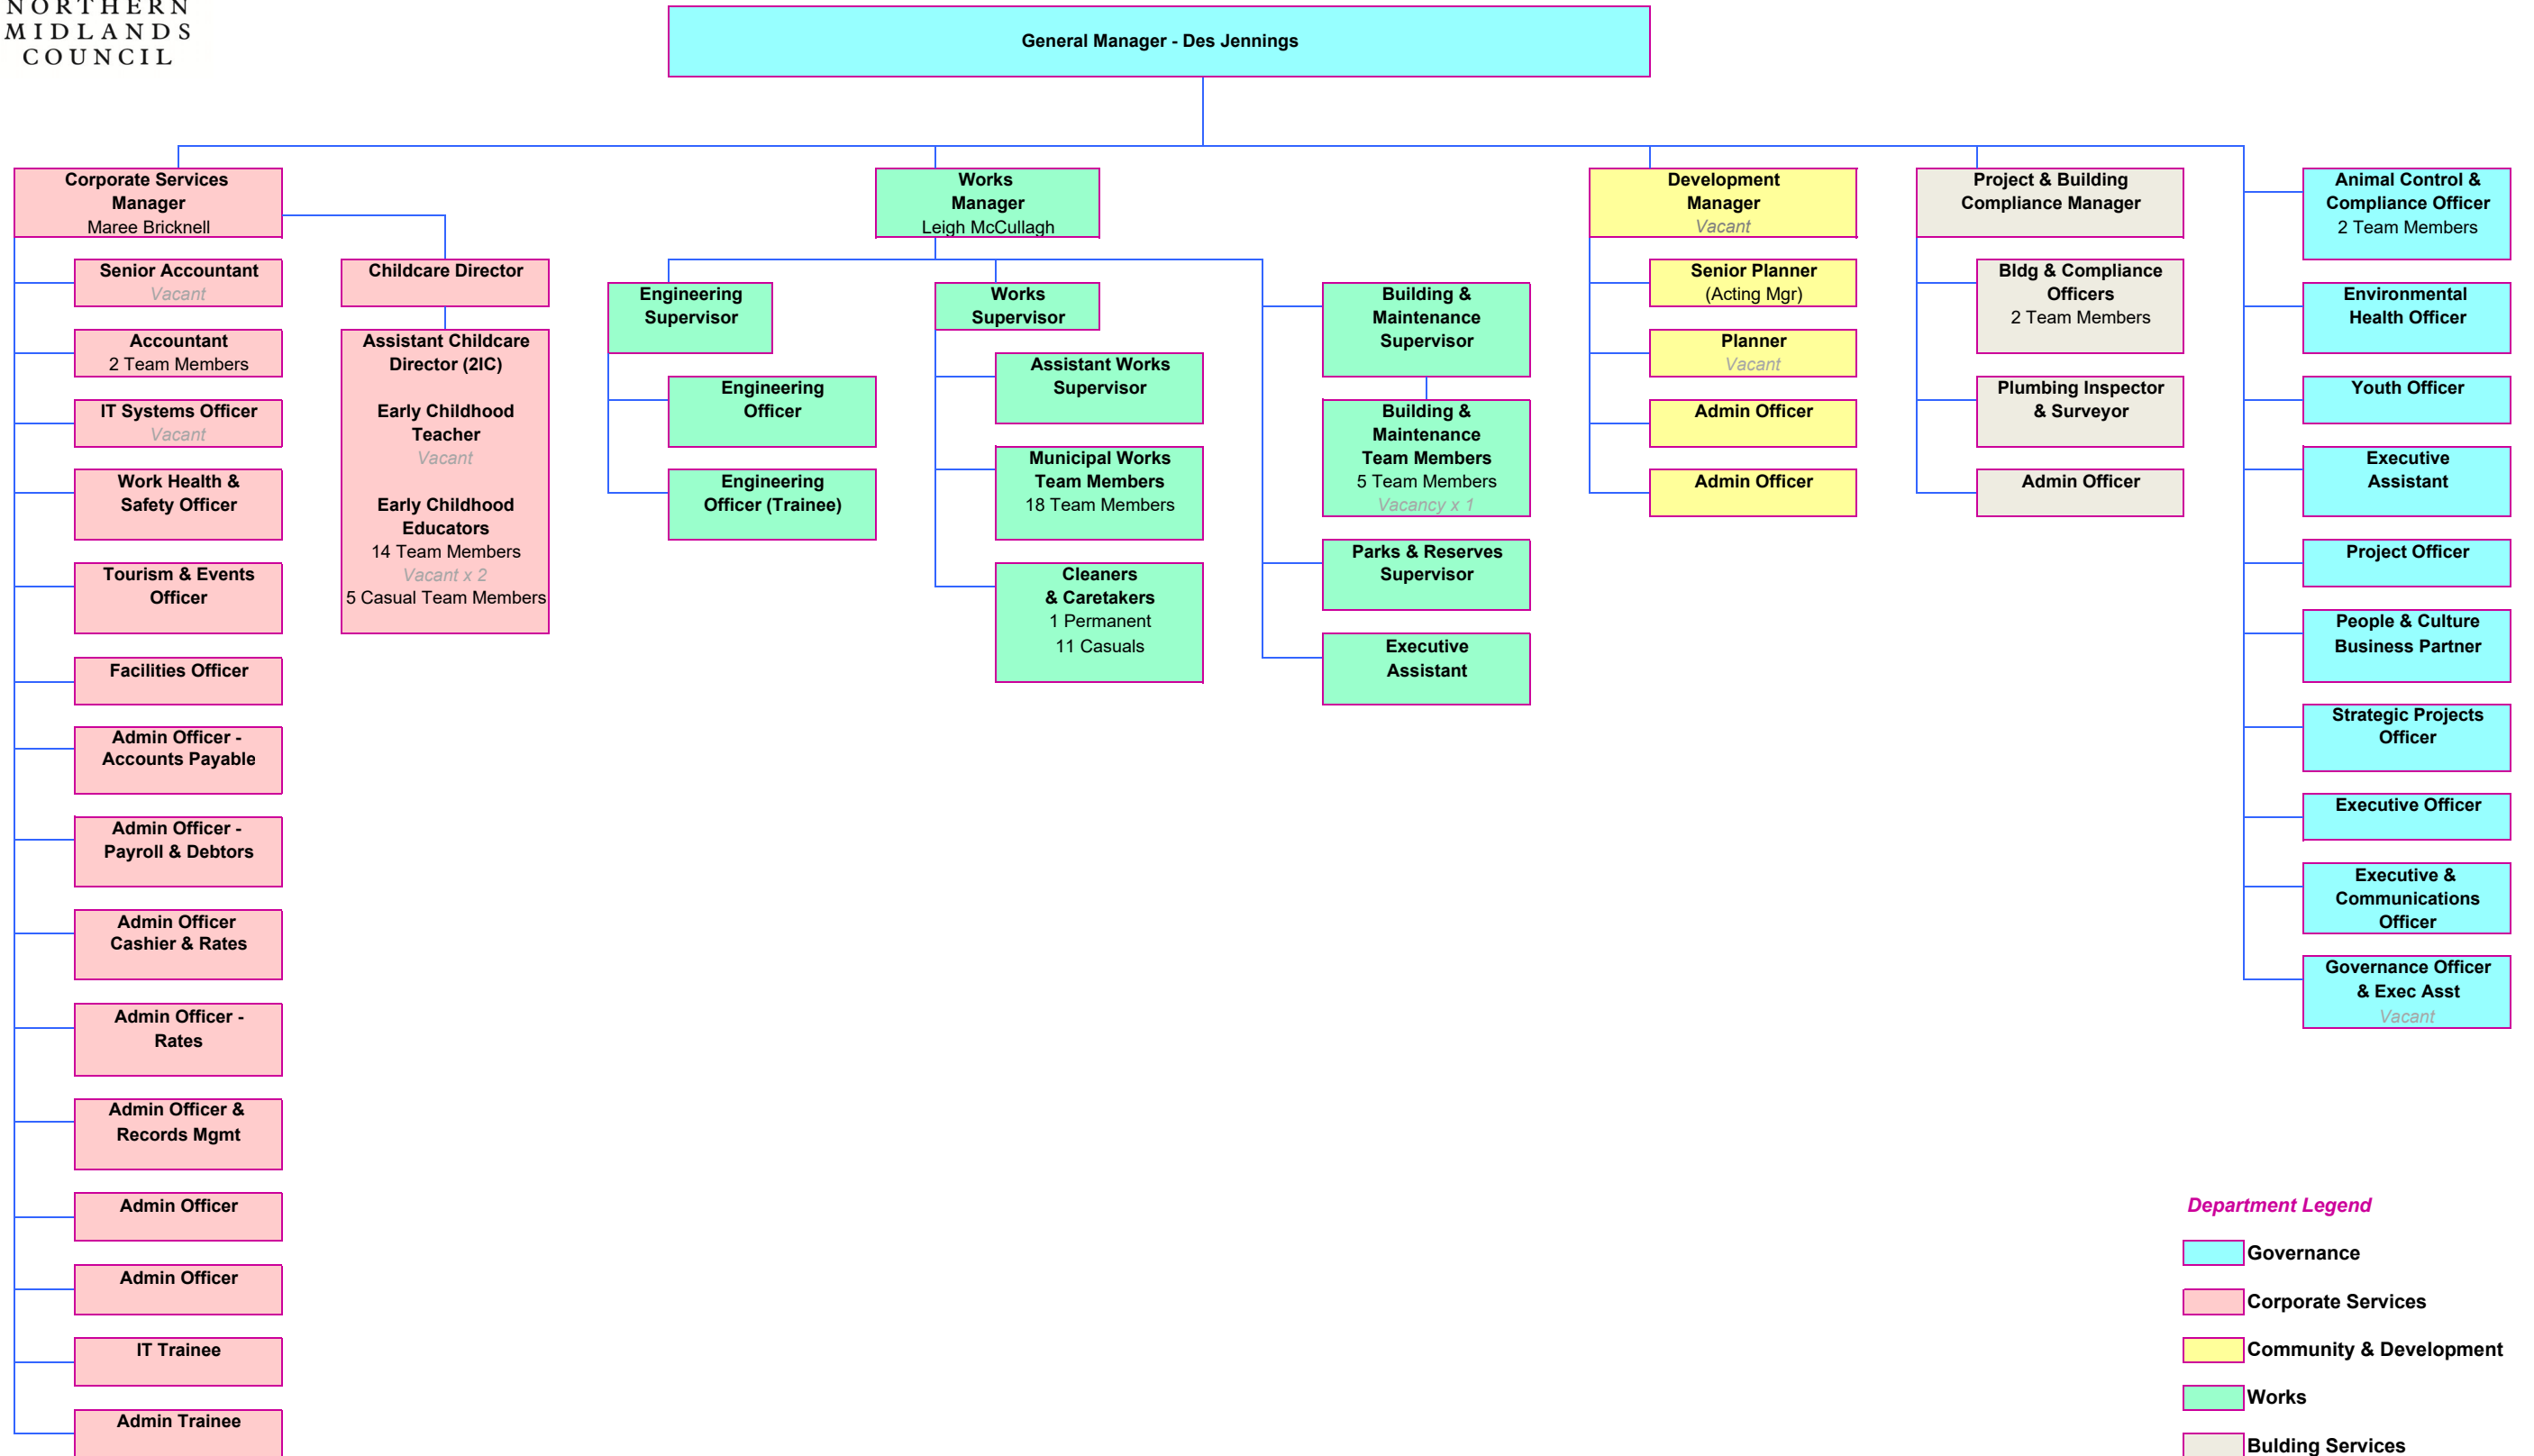 NORTHERN
MIDLANDS
COUNCIL
General Manager - Des Jennings
Corporate Services
Manager
Maree Bricknell
Senior Accountant
Vacant
Accountant
2 Team Members
IT Systems Officer
Vacant
Work Health &
Safety Officer
Tourism & Events
Officer
Facilities Officer
Admin Officer -
Accounts Payable
Admin Officer -
Payroll & Debtors
Admin Officer
Cashier & Rates
Admin Officer -
Rates
Admin Officer &
Records Mgmt
Admin Officer
Admin Officer
IT Trainee
Admin Trainee
Childcare Director
Assistant Childcare
Director (2IC)
Early Childhood
Teacher
Vacant
Early Childhood
Educators
14 Team Members
Vacant x 2
5 Casual Team Members
Works
Manager
Leigh McCullagh
Engineering
Supervisor
Engineering
Officer
Engineering
Officer (Trainee)
Works
Supervisor
Assistant Works
Supervisor
Municipal Works
Team Members
18 Team Members
Cleaners
& Caretakers
1 Permanent
11 Casuals
Building &
Maintenance
Supervisor
Building &
Maintenance
Team Members
5 Team Members
Vacancy x 1
Parks & Reserves
Supervisor
Executive
Assistant
Development
Manager
Vacant
Senior Planner
(Acting Mgr)
Planner
Vacant
Admin Officer
Admin Officer
Project & Building
Compliance Manager
Bldg & Compliance
Officers
2 Team Members
Plumbing Inspector
& Surveyor
Admin Officer
Animal Control &
Compliance Officer
2 Team Members
Environmental
Health Officer
Youth Officer
Executive
Assistant
Project Officer
People & Culture
Business Partner
Strategic Projects
Officer
Executive Officer
Executive &
Communications
Officer
Governance Officer
& Exec Asst
Vacant
Department Legend
Governance
Corporate Services
Community & Development
Works
Bulding Services